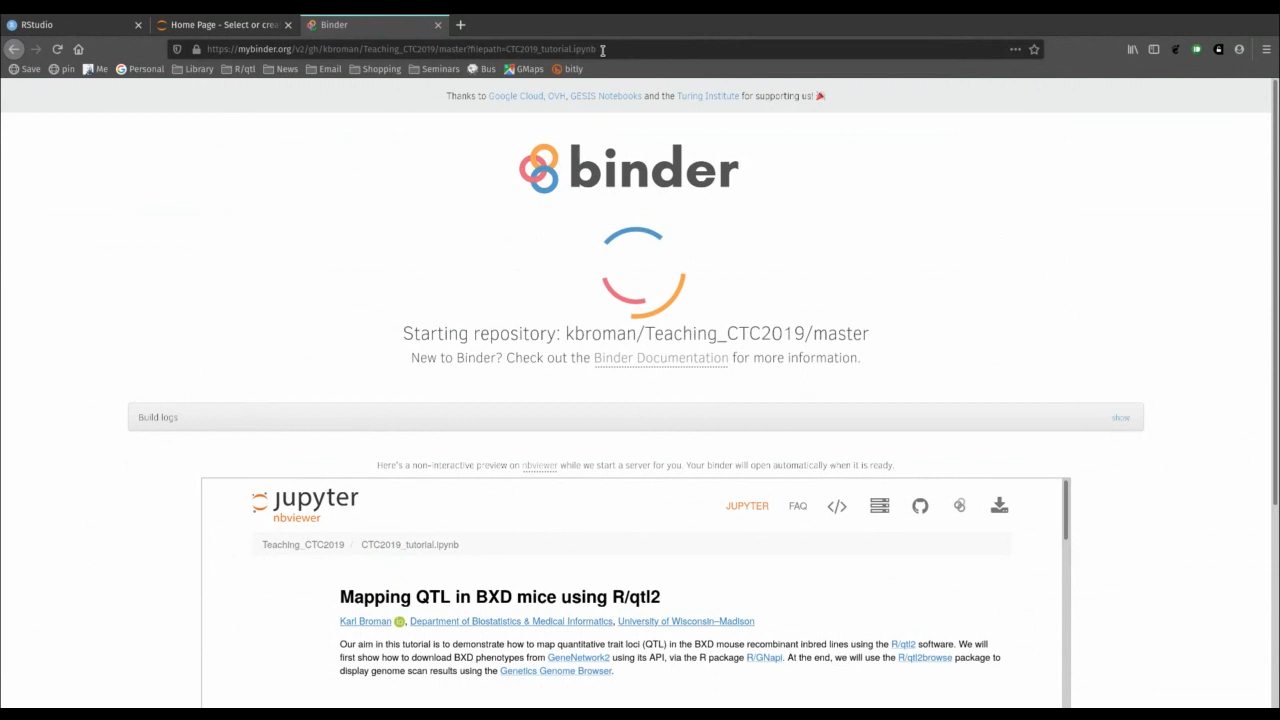 RStudio
Home Page - Select or crea
Binder
https://mybinder.org/v2/gh/kbroman/Teaching_CTC2019/master?filepath=CTC2019_tutorial.ipynb
Save
pin
Me
Personal
Library
R/qtl
News
Email
Shopping
Seminars
Bus
GMaps
bitly
Thanks to Google Cloud, OVH, GESIS Notebooks and the Turing Institute for supporting us!
binder
Starting repository: kbroman/Teaching_CTC2019/master
New to Binder? Check out the Binder Documentation for more information.
Build logs
show
Here's a non-interactive preview on nbviewer while we start a server for you. Your binder will open automatically when it is ready.
jupyter
nbviewer
JUPYTER
FAQ
Teaching_CTC2019 / CTC2019_tutorial.ipynb
Mapping QTL in BXD mice using R/qtl2
Karl Broman iD, Department of Biostatistics & Medical Informatics, University of Wisconsin–Madison
Our aim in this tutorial is to demonstrate how to map quantitative trait loci (QTL) in the BXD mouse recombinant inbred lines using the R/qtl2 software. We will
first show how to download BXD phenotypes from GeneNetwork2 using its API, via the R package R/GNapi. At the end, we will use the R/qtl2browse package to
display genome scan results using the Genetics Genome Browser.